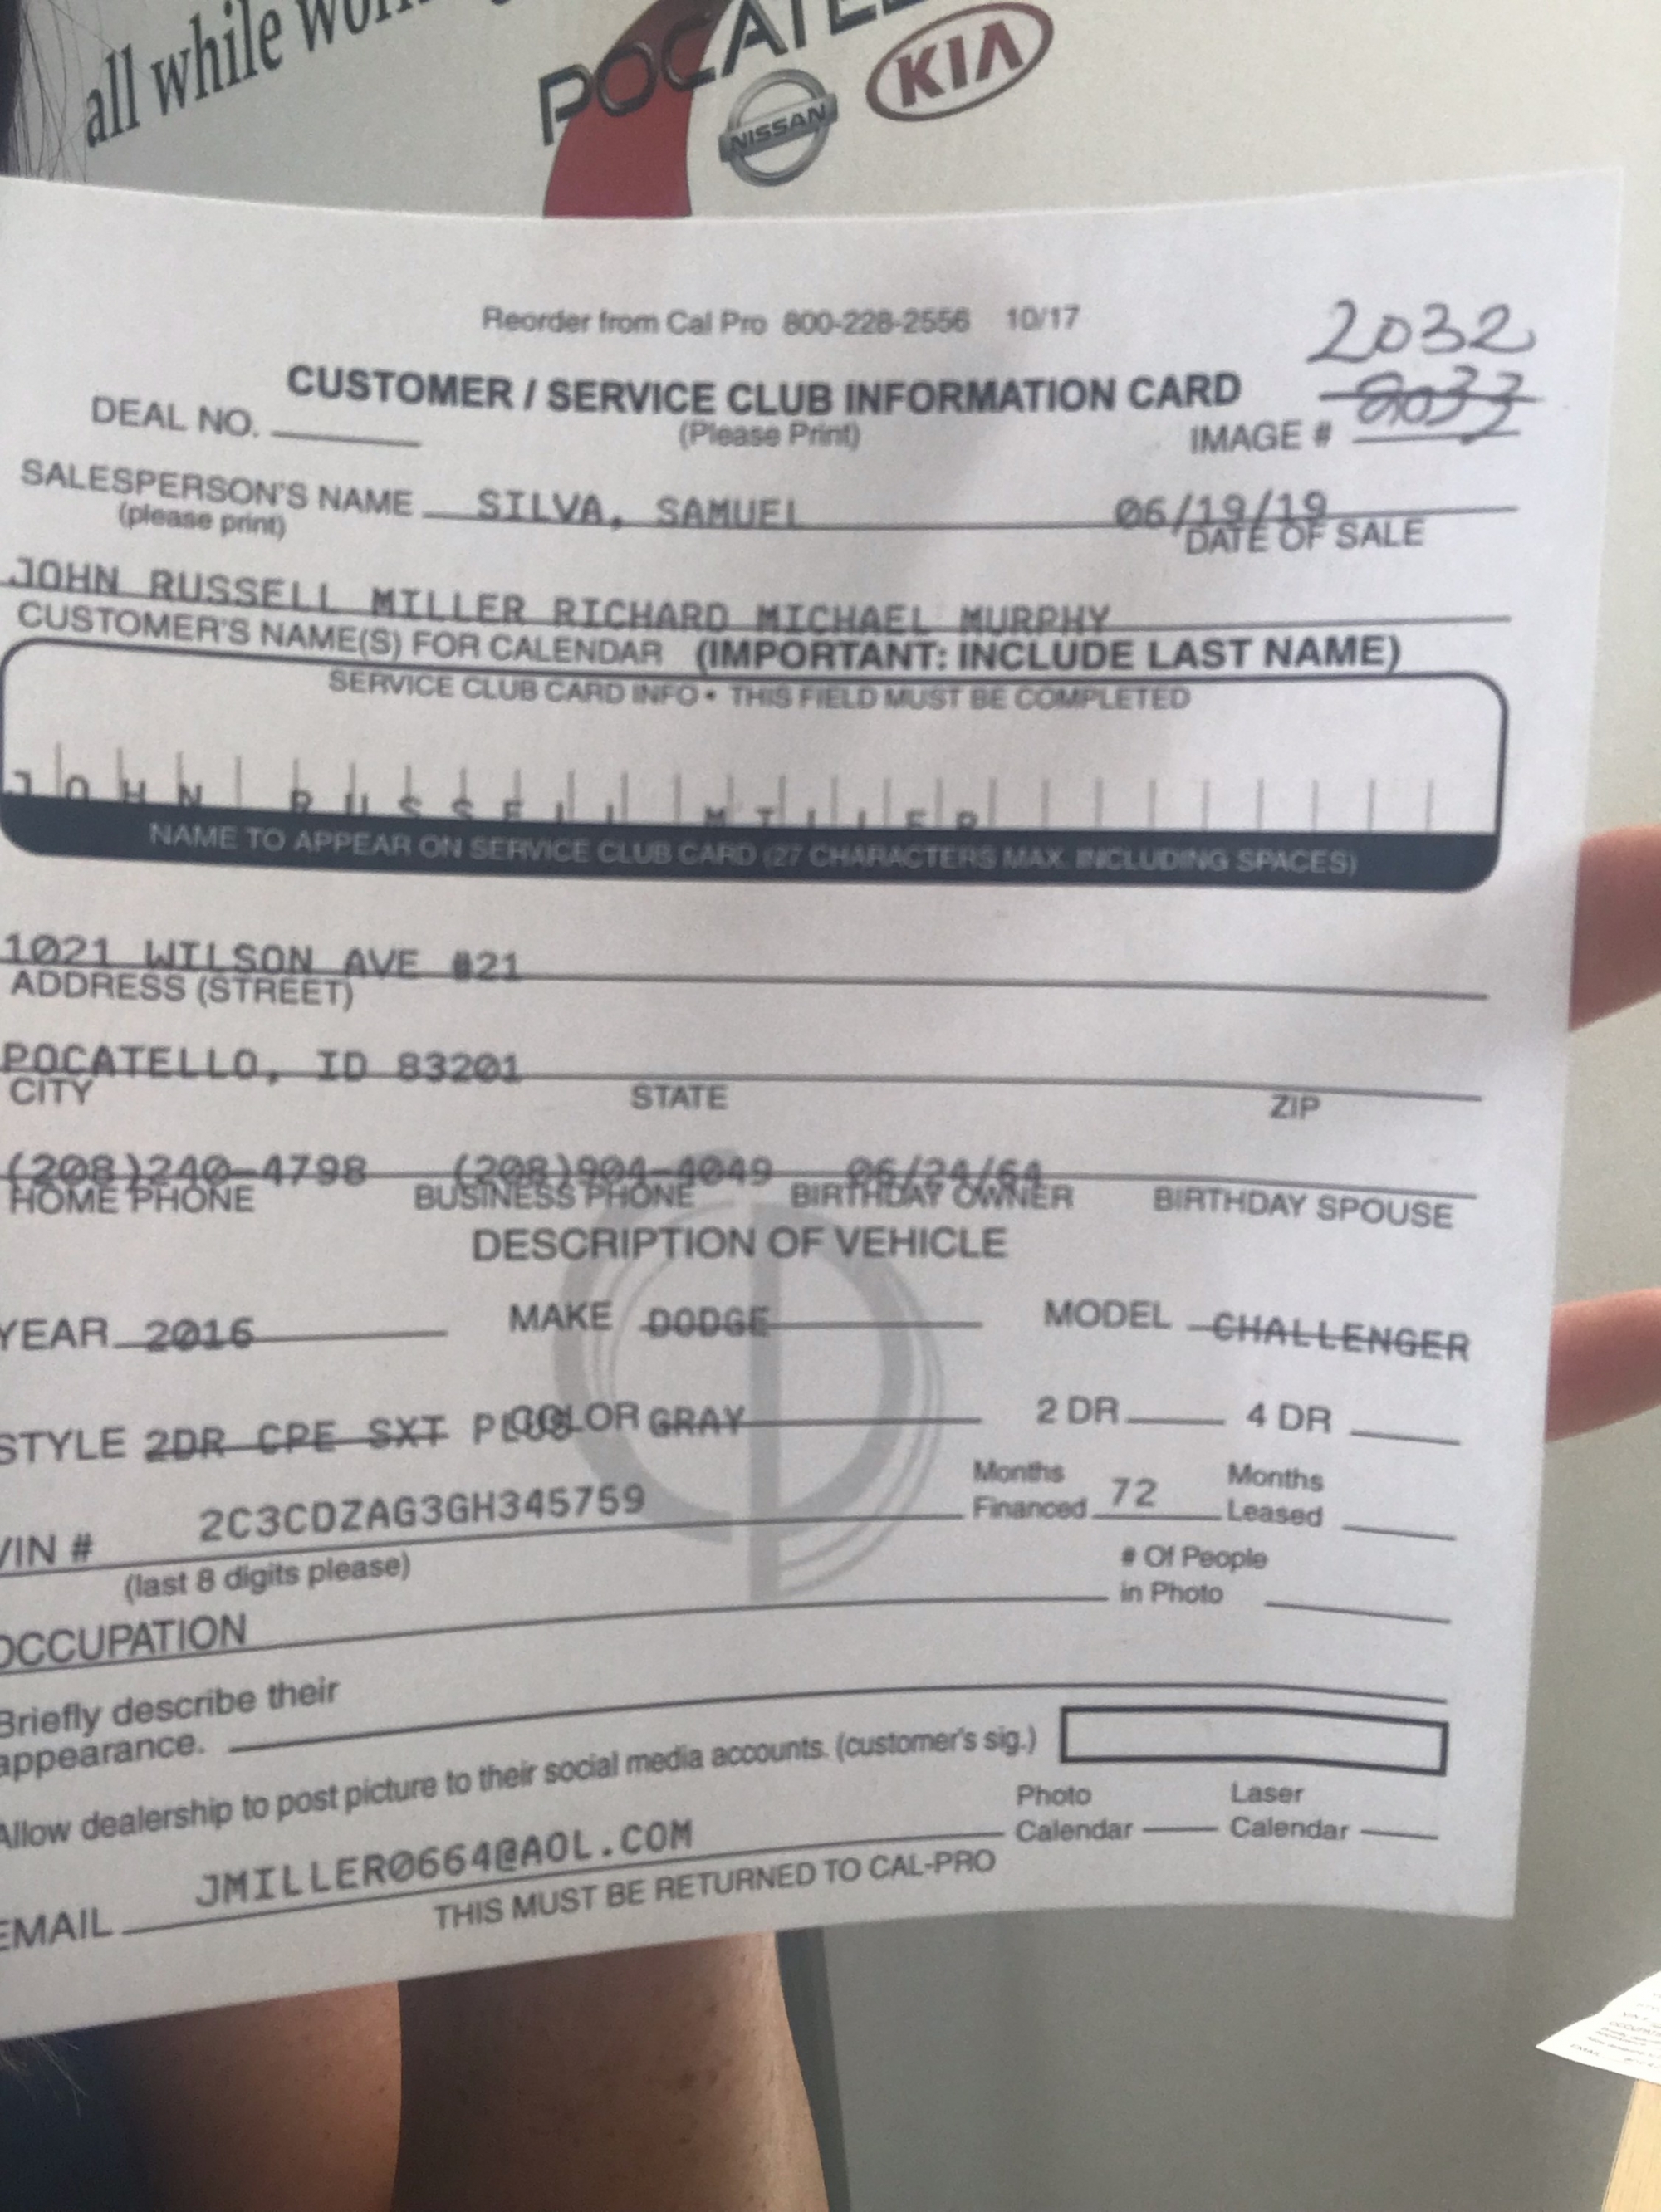 all while
POCATEL
NISSAN KIA
Reorder from Cal Pro 800-228-2556 10/17
2032
CUSTOMER / SERVICE CLUB INFORMATION CARD
2033
DEAL NO. (Please Print) IMAGE #
SALESPERSON'S NAME SILVA, SAMUEL 06/19/19
(please print) DATE OF SALE
JOHN RUSSELL MILLER RICHARD MICHAEL MURPHY
CUSTOMER'S NAME(S) FOR CALENDAR (IMPORTANT: INCLUDE LAST NAME)
SERVICE CLUB CARD INFO • THIS FIELD MUST BE COMPLETED
JOHN RUSSELL MILLER
NAME TO APPEAR ON SERVICE CLUB CARD (27 CHARACTERS MAX. INCLUDING SPACES)
1021 WILSON AVE #21
ADDRESS (STREET)
POCATELLO, ID 83201
CITY STATE ZIP
(208)240-4798 (208)904-4049 06/24/64
HOME PHONE BUSINESS PHONE BIRTHDAY OWNER BIRTHDAY SPOUSE
DESCRIPTION OF VEHICLE
YEAR 2016 MAKE DODGE MODEL CHALLENGER
STYLE 2DR CPE SXT PLUS COLOR GRAY 2 DR 4 DR
VIN # 2C3CDZAG3GH345759 Months Financed 72 Months Leased
(last 8 digits please) # Of People in Photo
OCCUPATION
Briefly describe their
appearance.
Allow dealership to post picture to their social media accounts. (customer's sig.)
Photo Calendar Laser Calendar
EMAIL JMILLER0664@AOL.COM
THIS MUST BE RETURNED TO CAL-PRO